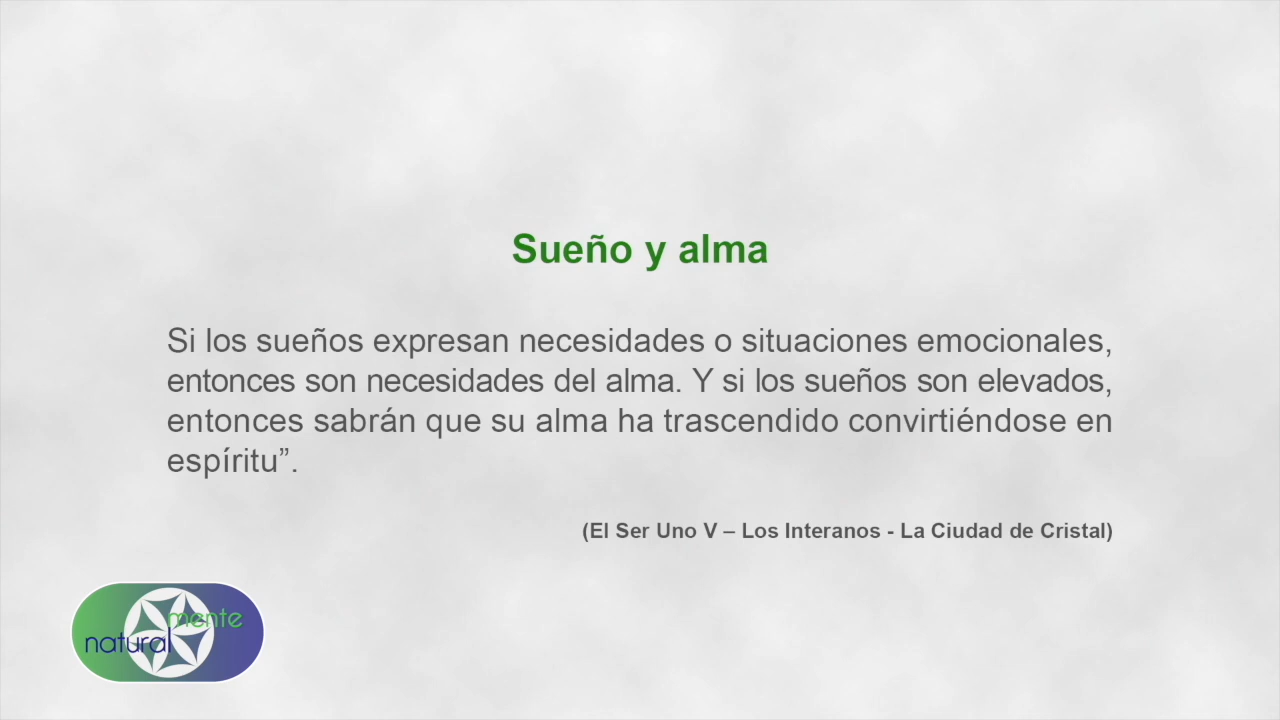 Sueño y alma
Si los sueños expresan necesidades o situaciones emocionales,
entonces son necesidades del alma. Y si los sueños son elevados,
entonces sabrán que su alma ha trascendido convirtiéndose en
espíritu”.
(El Ser Uno V – Los Interanos - La Ciudad de Cristal)
natural
mente